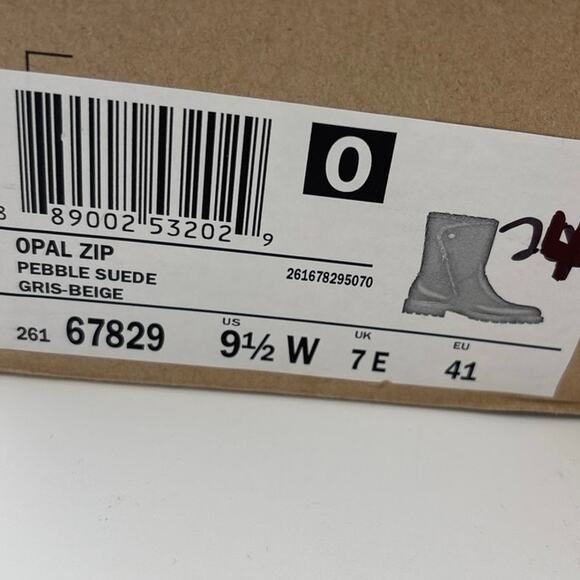 O
8 89002 53202 9
OPAL ZIP
PEBBLE SUEDE
GRIS-BEIGE
261678295070
261 67829
US
9½ W
UK
7 E
EU
41